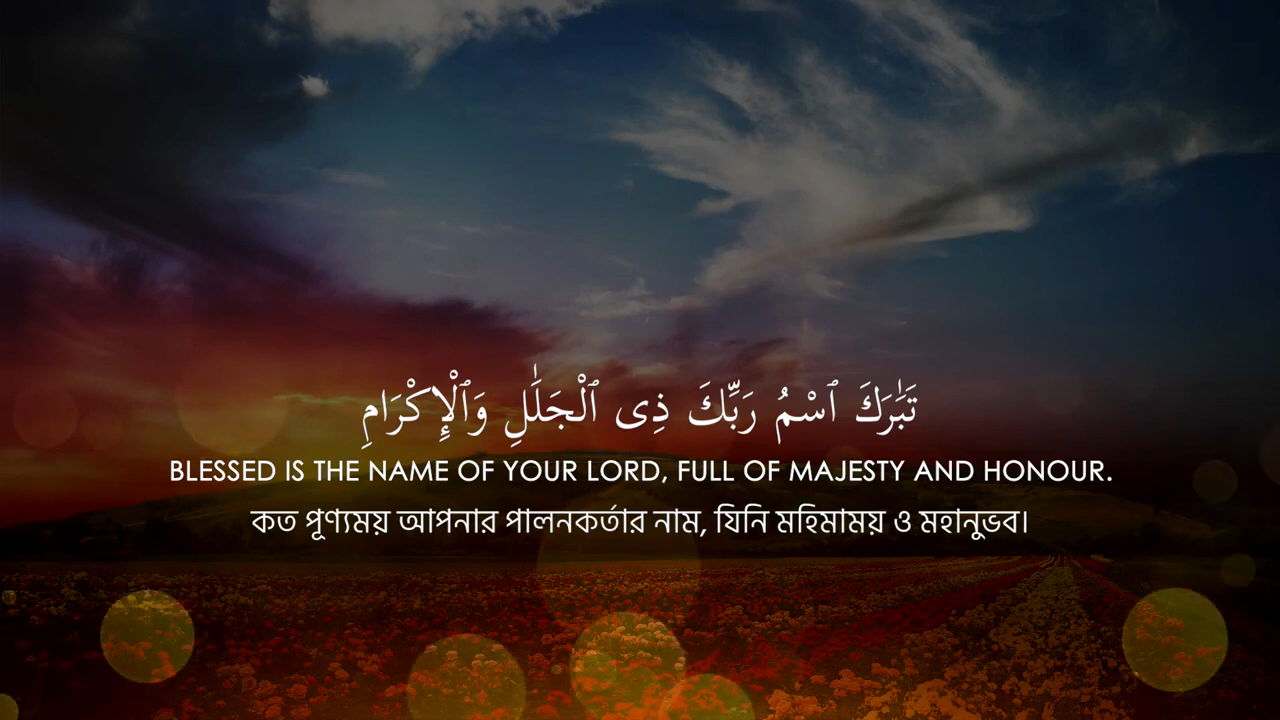 تَبَٰرَكَ ٱسْمُ رَبِّكَ ذِى ٱلْجَلَٰلِ وَٱلْإِكْرَامِ
BLESSED IS THE NAME OF YOUR LORD, FULL OF MAJESTY AND HONOUR.
কত পূণ্যময় আপনার পালনকর্তার নাম, যিনি মহিমাময় ও মহানুভব।